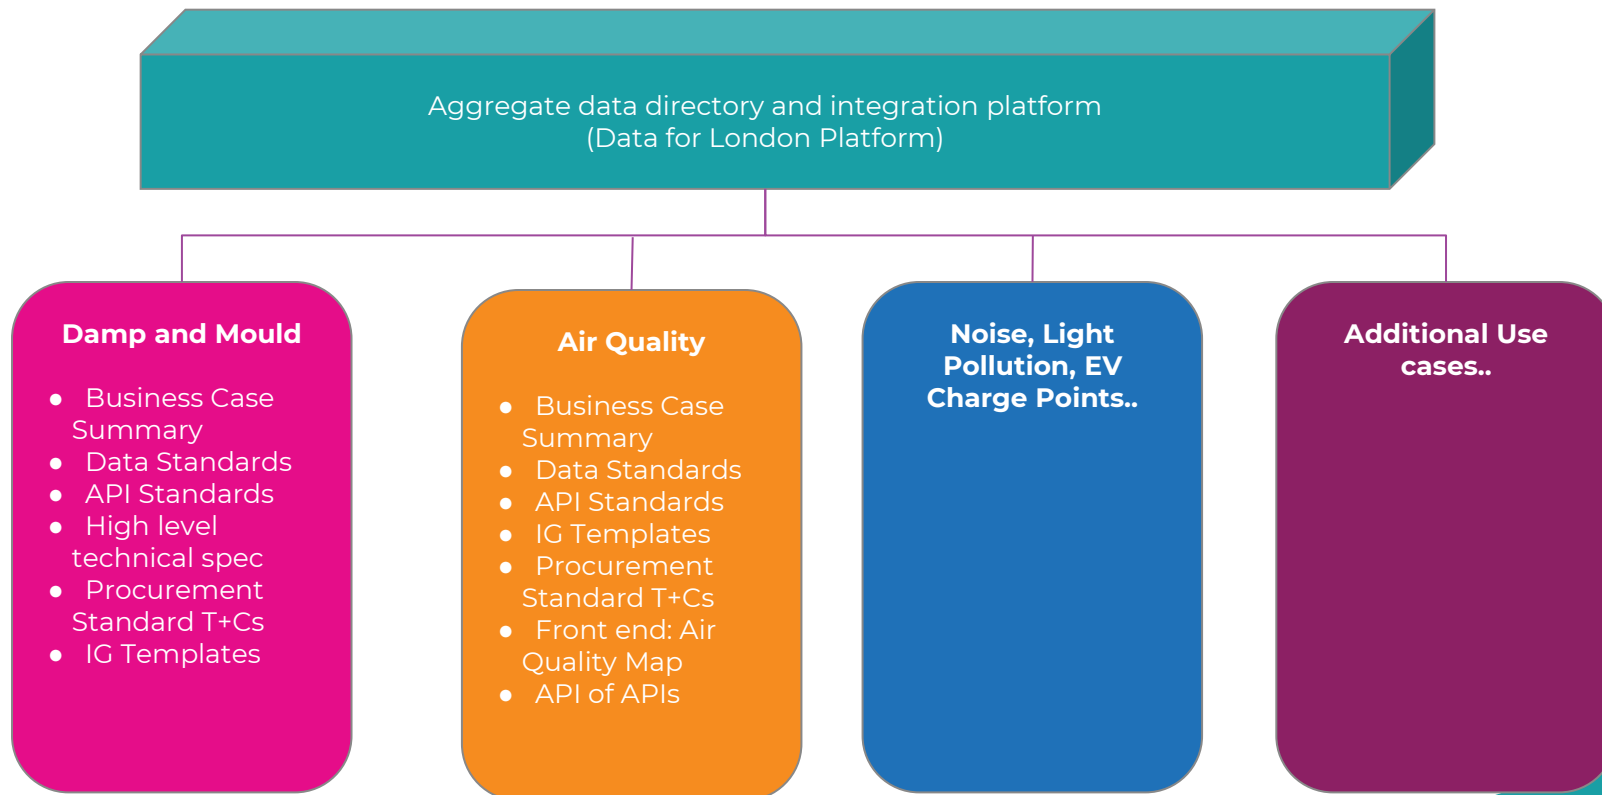 Aggregate data directory and integration platform
(Data for London Platform)
Damp and Mould
● Business Case
Summary
● Data Standards
● API Standards
● High level
technical spec
● Procurement
Standard T+Cs
● IG Templates
Air Quality
● Business Case
Summary
● Data Standards
● API Standards
● IG Templates
● Procurement
Standard T+Cs
● Front end: Air
Quality Map
● API of APIs
Noise, Light
Pollution, EV
Charge Points..
Additional Use
cases..